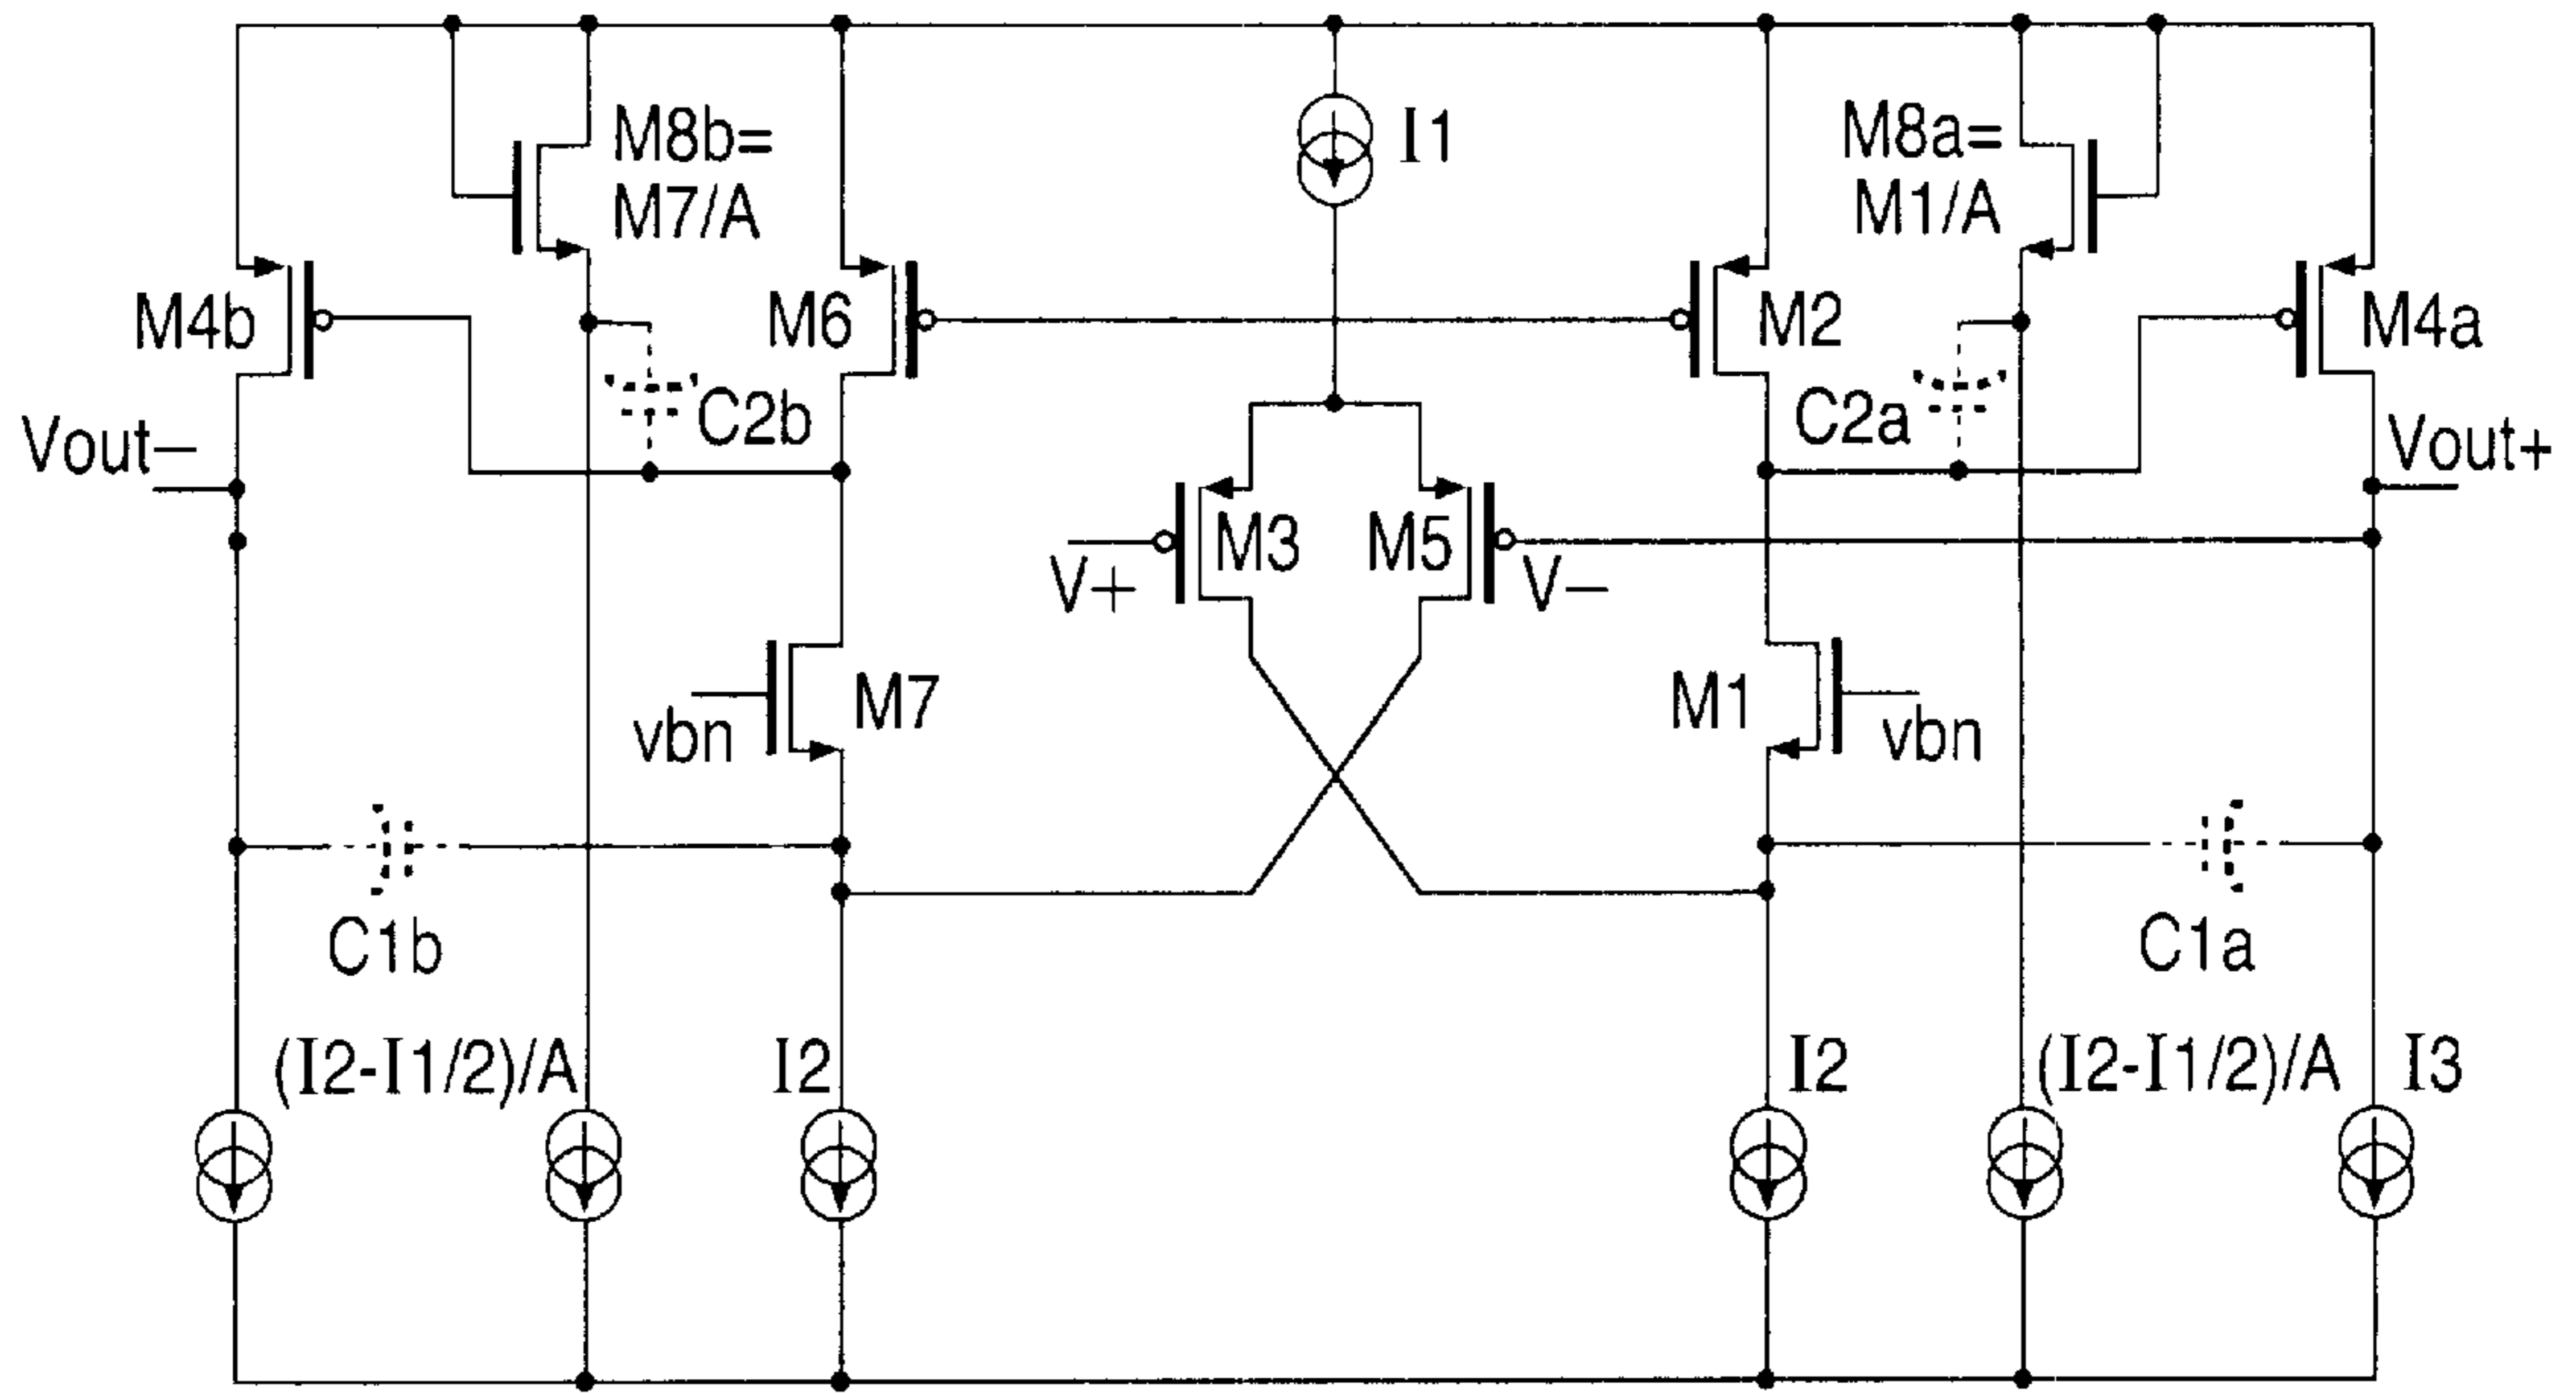 M8b=
M7/A
I1
M8a=
M1/A
M4b
M6
M2
M4a
C2b
C2a
Vout−
Vout+
M3
M5
V+
V−
M7
vbn
M1
vbn
C1b
C1a
(I2-I1/2)/A
I2
I2
(I2-I1/2)/A
I3